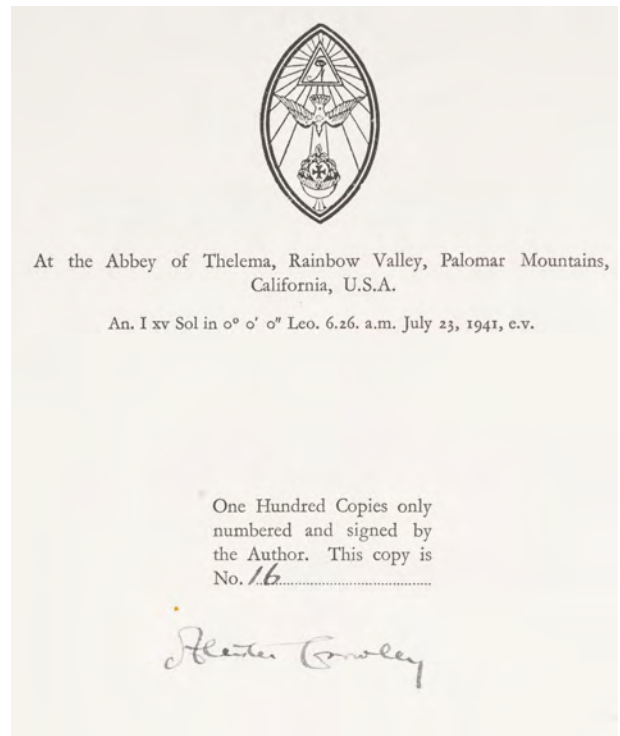 At the Abbey of Thelema, Rainbow Valley, Palomar Mountains,
California, U.S.A.
An. I xv Sol in 0° 0′ 0″ Leo. 6.26. a.m. July 23, 1941, e.v.
One Hundred Copies only
numbered and signed by
the Author. This copy is
No. 16
Aleister Crowley